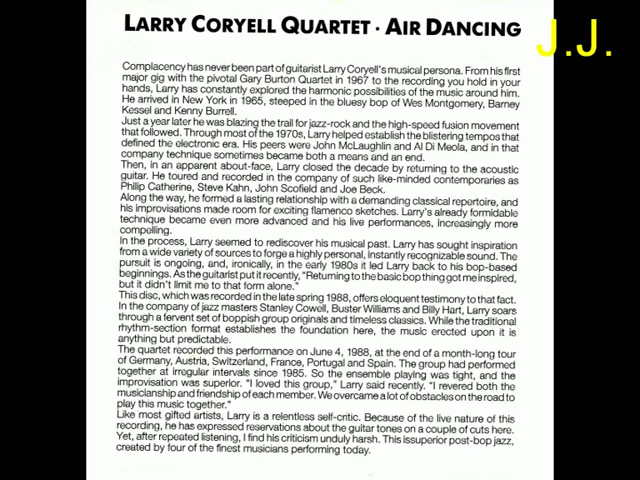 LARRY CORYELL QUARTET · AIR DANCING
J.J.
Complacency has never been part of guitarist Larry Coryell's musical persona. From his first
major gig with the pivotal Gary Burton Quartet in 1967 to the recording you hold in your
hands, Larry has constantly explored the harmonic possibilities of the music around him.
He arrived in New York in 1965, steeped in the bluesy bop of Wes Montgomery, Barney
Kessel and Kenny Burrell.
Just a year later he was blazing the trail for jazz-rock and the high-speed fusion movement
that followed. Through most of the 1970s, Larry helped establish the blistering tempos that
defined the electronic era. His peers were John McLaughlin and Al Di Meola, and in that
company technique sometimes became both a means and an end.
Then, in an apparent about-face, Larry closed the decade by returning to the acoustic
guitar. He toured and recorded in the company of such like-minded contemporaries as
Philip Catherine, Steve Kahn, John Scofield and Joe Beck.
Along the way, he formed a lasting relationship with a demanding classical repertoire, and
his improvisations made room for exciting flamenco sketches. Larry's already formidable
technique became even more advanced and his live performances, increasingly more
compelling.
In the process, Larry seemed to rediscover his musical past. Larry has sought inspiration
from a wide variety of sources to forge a highly personal, instantly recognizable sound. The
pursuit is ongoing, and, ironically, in the early 1980s it led Larry back to his bop-based
beginnings. As the guitarist put it recently, "Returning to the basic bop thing got me inspired,
but it didn't limit me to that form alone."
This disc, which was recorded in the late spring 1988, offers eloquent testimony to that fact.
In the company of jazz masters Stanley Cowell, Buster Williams and Billy Hart, Larry soars
through a fervent set of boppish group originals and timeless classics. While the traditional
rhythm-section format establishes the foundation here, the music erected upon it is
anything but predictable.
The quartet recorded this performance on June 4, 1988, at the end of a month-long tour
of Germany, Austria, Switzerland, France, Portugal and Spain. The group had performed
together at irregular intervals since 1985. So the ensemble playing was tight, and the
improvisation was superior. "I loved this group," Larry said recently. "I revered both the
musicianship and friendship of each member. We overcame a lot of obstacles on the road to
play this music together."
Like most gifted artists, Larry is a relentless self-critic. Because of the live nature of this
recording, he has expressed reservations about the guitar tones on a couple of cuts here.
Yet, after repeated listening, I find his criticism unduly harsh. This issuperior post-bop jazz,
created by four of the finest musicians performing today.